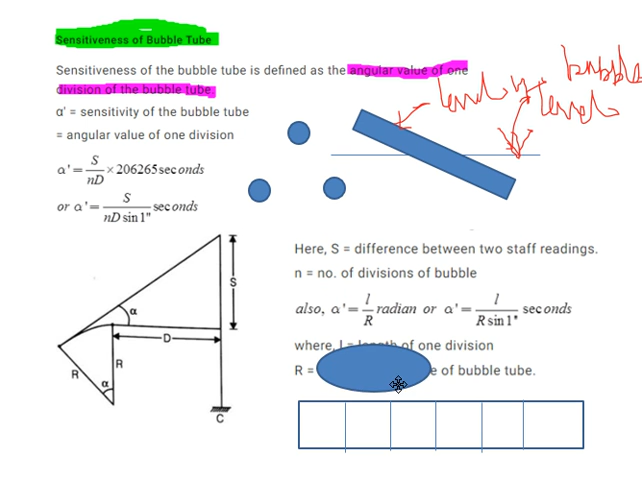 Sensitiveness of Bubble Tube
Sensitiveness of the bubble tube is defined as the angular value of one
division of the bubble tube.
α' = sensitivity of the bubble tube
= angular value of one division
α' = S/nD × 206265 seconds
or α' = S/(nD sin 1") seconds
bubble
level
α
S
D
R
R
α
C
Here, S = difference between two staff readings.
n = no. of divisions of bubble
also, α' = l/R radian or α' = l/(R sin 1") seconds
where, l = length of one division
R = e of bubble tube.